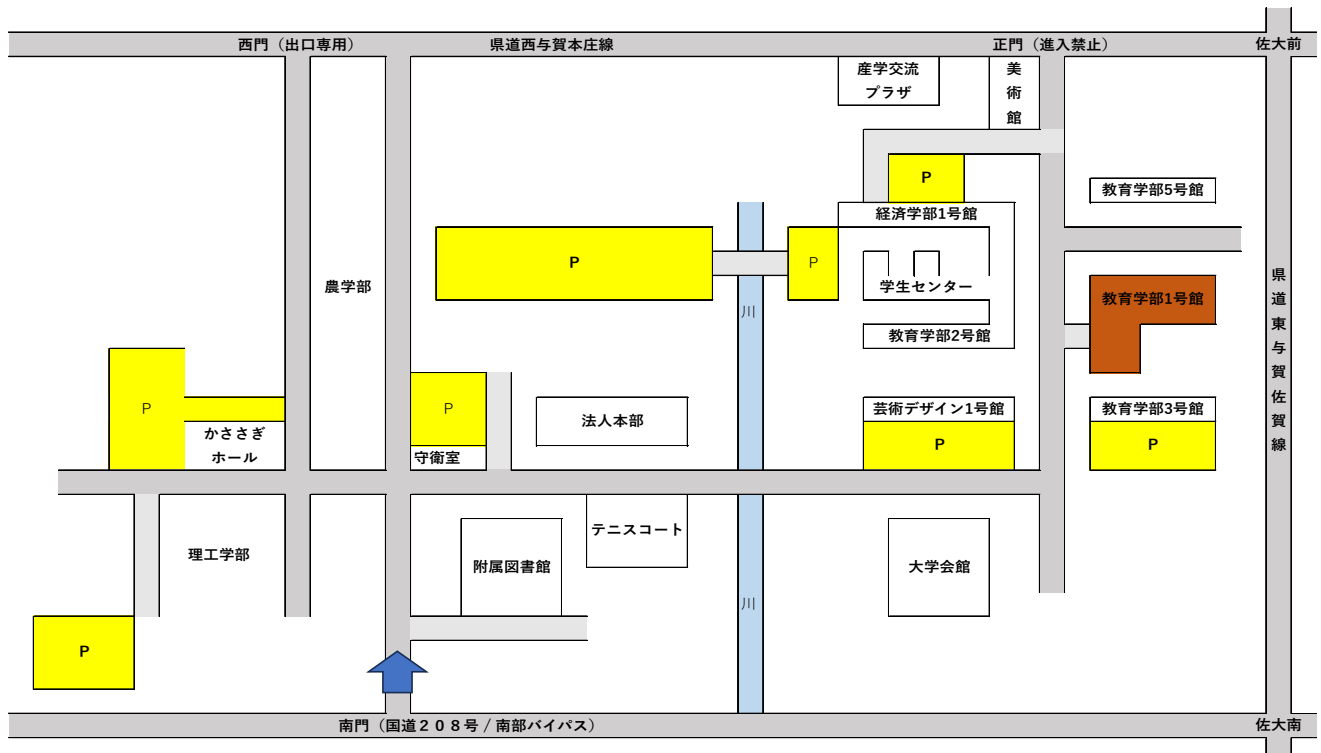 西門（出口専用）
県道西与賀本庄線
正門（進入禁止）
佐大前
産学交流
プラザ
美術館
P
教育学部5号館
経済学部1号館
P
P
農学部
学生センター
川
教育学部1号館
教育学部2号館
県道東与賀佐賀線
P
P
法人本部
芸術デザイン1号館
教育学部3号館
かささぎ
ホール
守衛室
P
P
テニスコート
理工学部
附属図書館
大学会館
川
P
南門（国道２０８号 / 南部バイパス）
佐大南